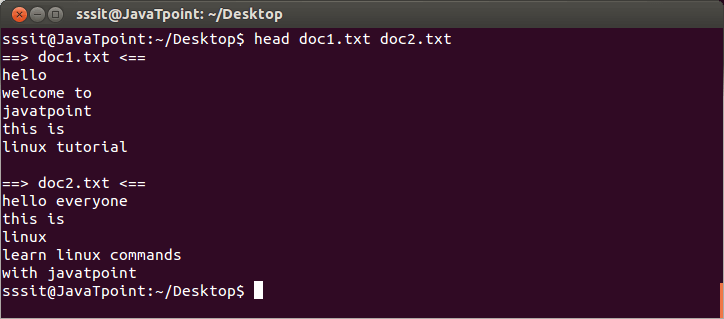 sssit@JavaTpoint: ~/Desktop
sssit@JavaTpoint:~/Desktop$ head doc1.txt doc2.txt
==> doc1.txt <==
hello
welcome to
javatpoint
this is
linux tutorial

==> doc2.txt <==
hello everyone
this is
linux
learn linux commands
with javatpoint
sssit@JavaTpoint:~/Desktop$